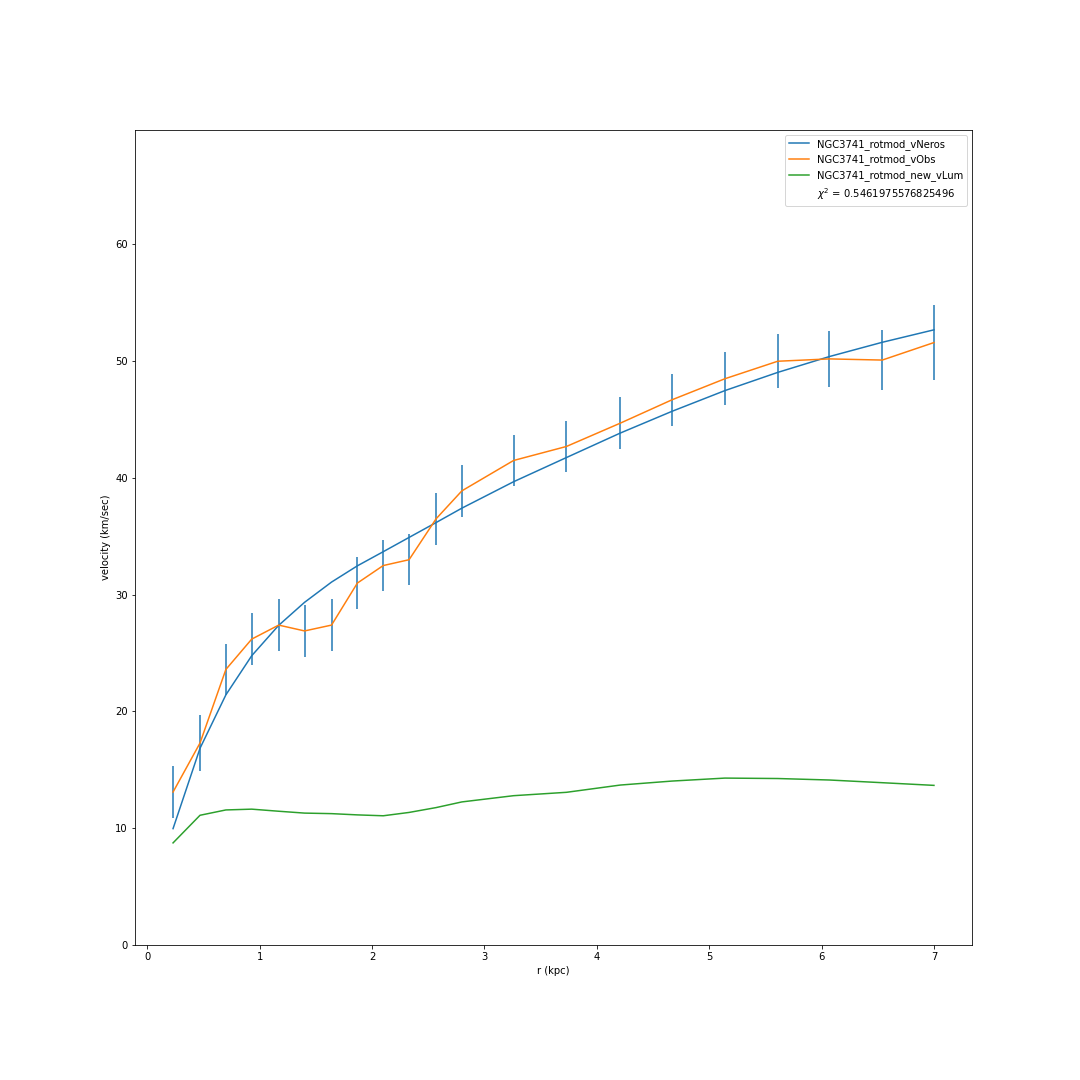 NGC3741_rotmod_vNeros
NGC3741_rotmod_vObs
NGC3741_rotmod_new_vLum
χ² = 0.5461975576825496
60
50
40
30
20
10
0
velocity (km/sec)
0 1 2 3 4 5 6 7
r (kpc)